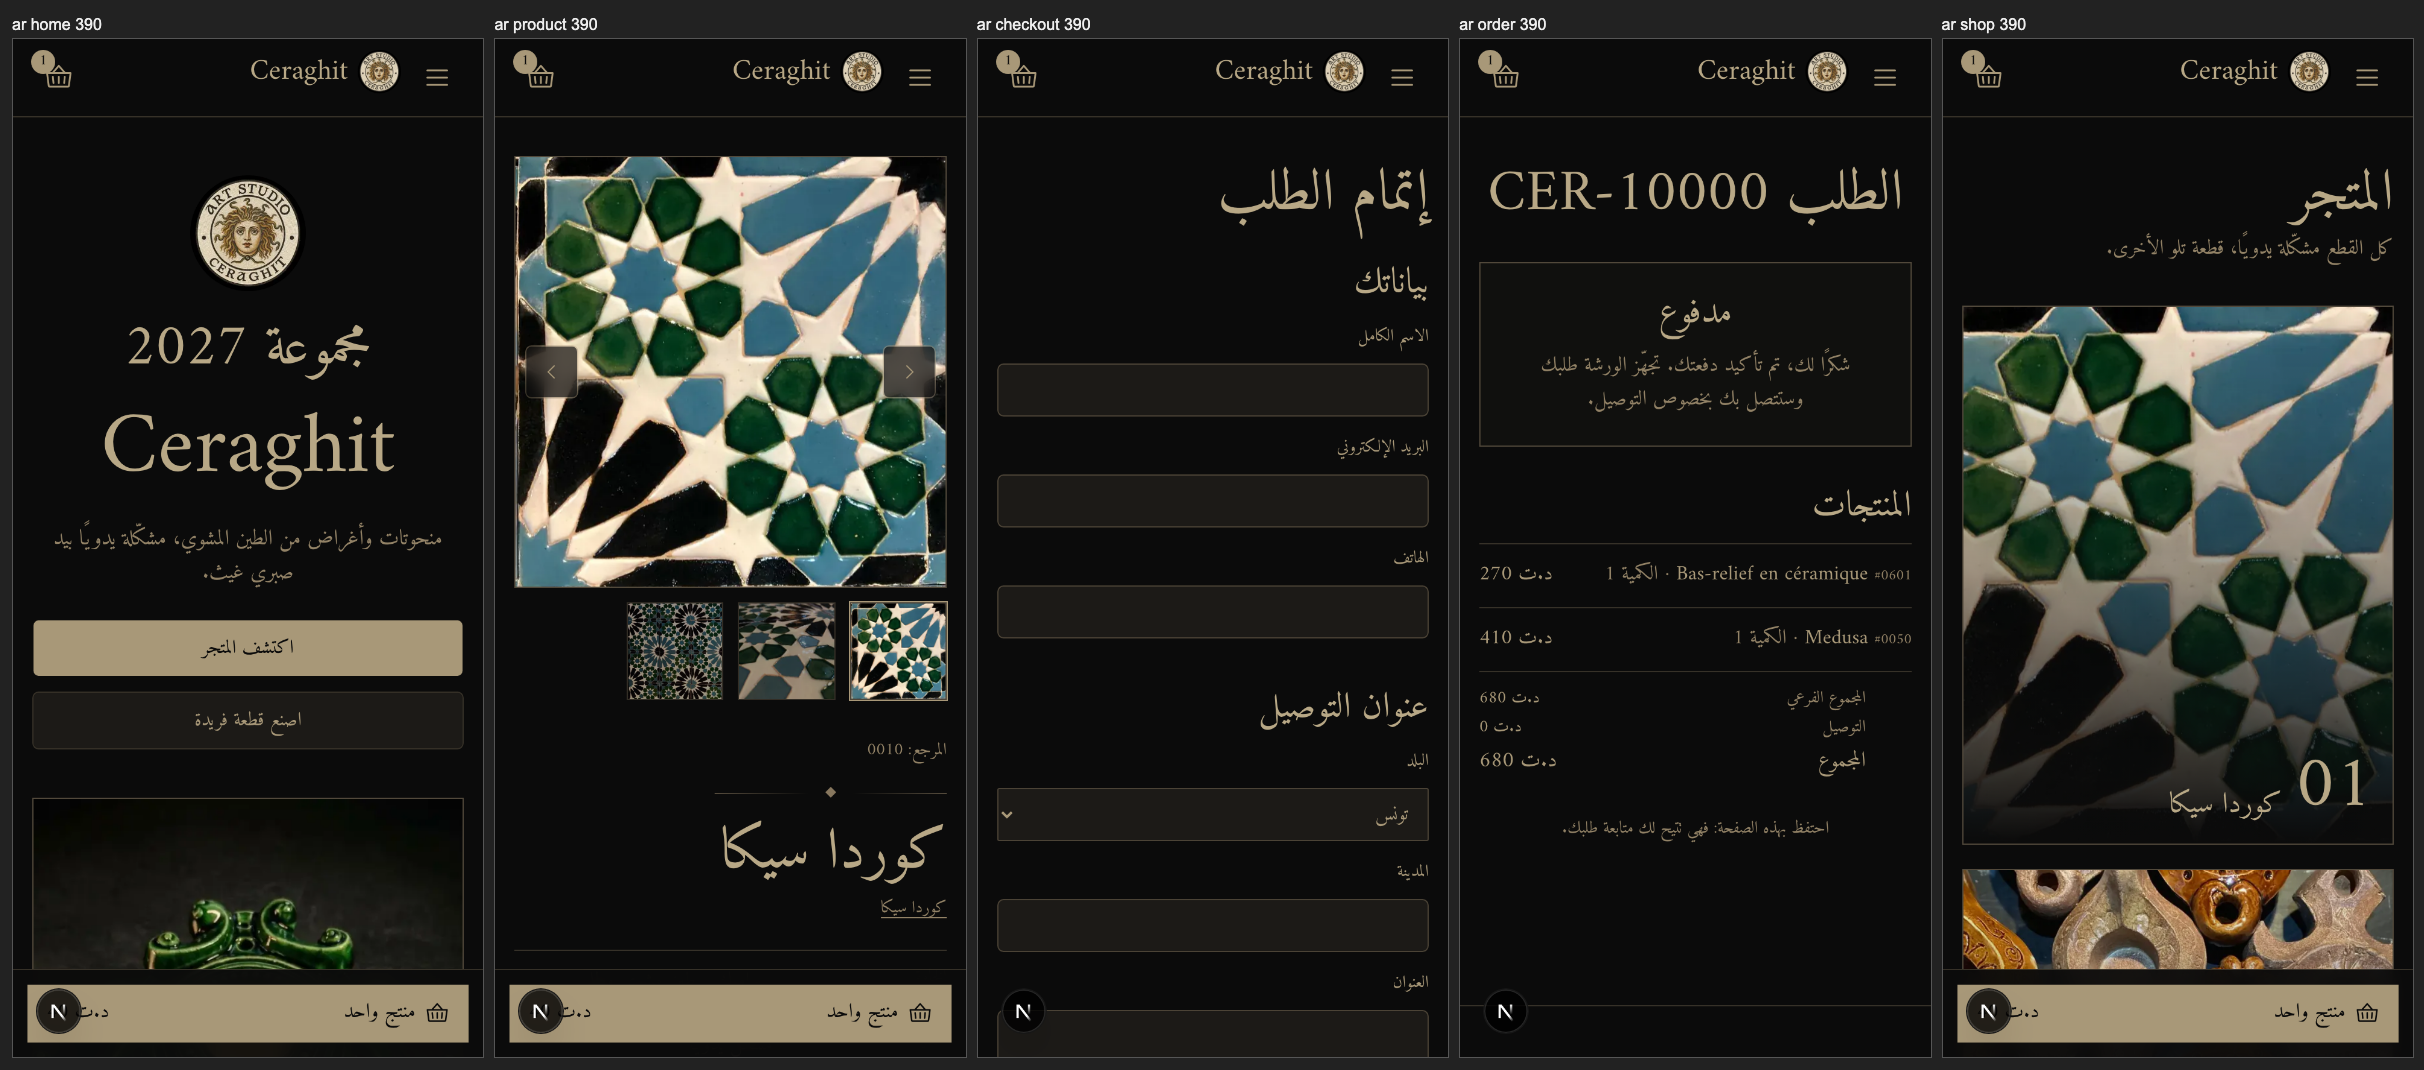 ar home 390
1
Ceraghit
ART STUDIO
CERAGHIT
مجموعة 2027
Ceraghit
منحوتات وأغراض من الطين المشوي، مشكّلة يدويًا بيد
صبري غيث.
اكتشف المتجر
اصنع قطعة فريدة
منتج واحد
د.ت
N
ar product 390
1
Ceraghit
المرجع: 0010
كوردا سيكا
كوردا سيكا
منتج واحد
د.ت
N
ar checkout 390
1
Ceraghit
إتمام الطلب
بياناتك
الاسم الكامل
البريد الإلكتروني
الهاتف
عنوان التوصيل
البلد
تونس
المدينة
العنوان
N
ar order 390
1
Ceraghit
الطلب CER-10000
مدفوع
شكرًا لك، تم تأكيد دفعتك. تجهّز الورشة طلبك
وستتصل بك بخصوص التوصيل.
المنتجات
#0601 Bas-relief en céramique · الكمية 1
270 د.ت
#0050 Medusa · الكمية 1
410 د.ت
المجموع الفرعي
680 د.ت
التوصيل
0 د.ت
المجموع
680 د.ت
احتفظ بهذه الصفحة: فهي تتيح لك متابعة طلبك.
N
ar shop 390
1
Ceraghit
المتجر
كل القطع مشكّلة يدويًا، قطعة تلو الأخرى.
01 كوردا سيكا
منتج واحد
د.ت
N